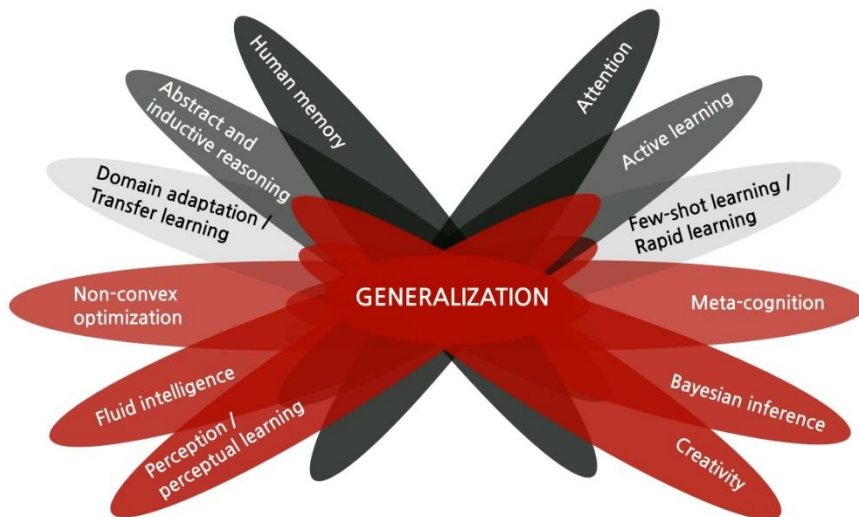 Human memory
Attention
Abstract and
inductive reasoning
Active learning
Domain adaptation /
Transfer learning
Few-shot learning /
Rapid learning
Non-convex
optimization
GENERALIZATION
Meta-cognition
Fluid intelligence
Bayesian inference
Perception /
perceptual learning
Creativity